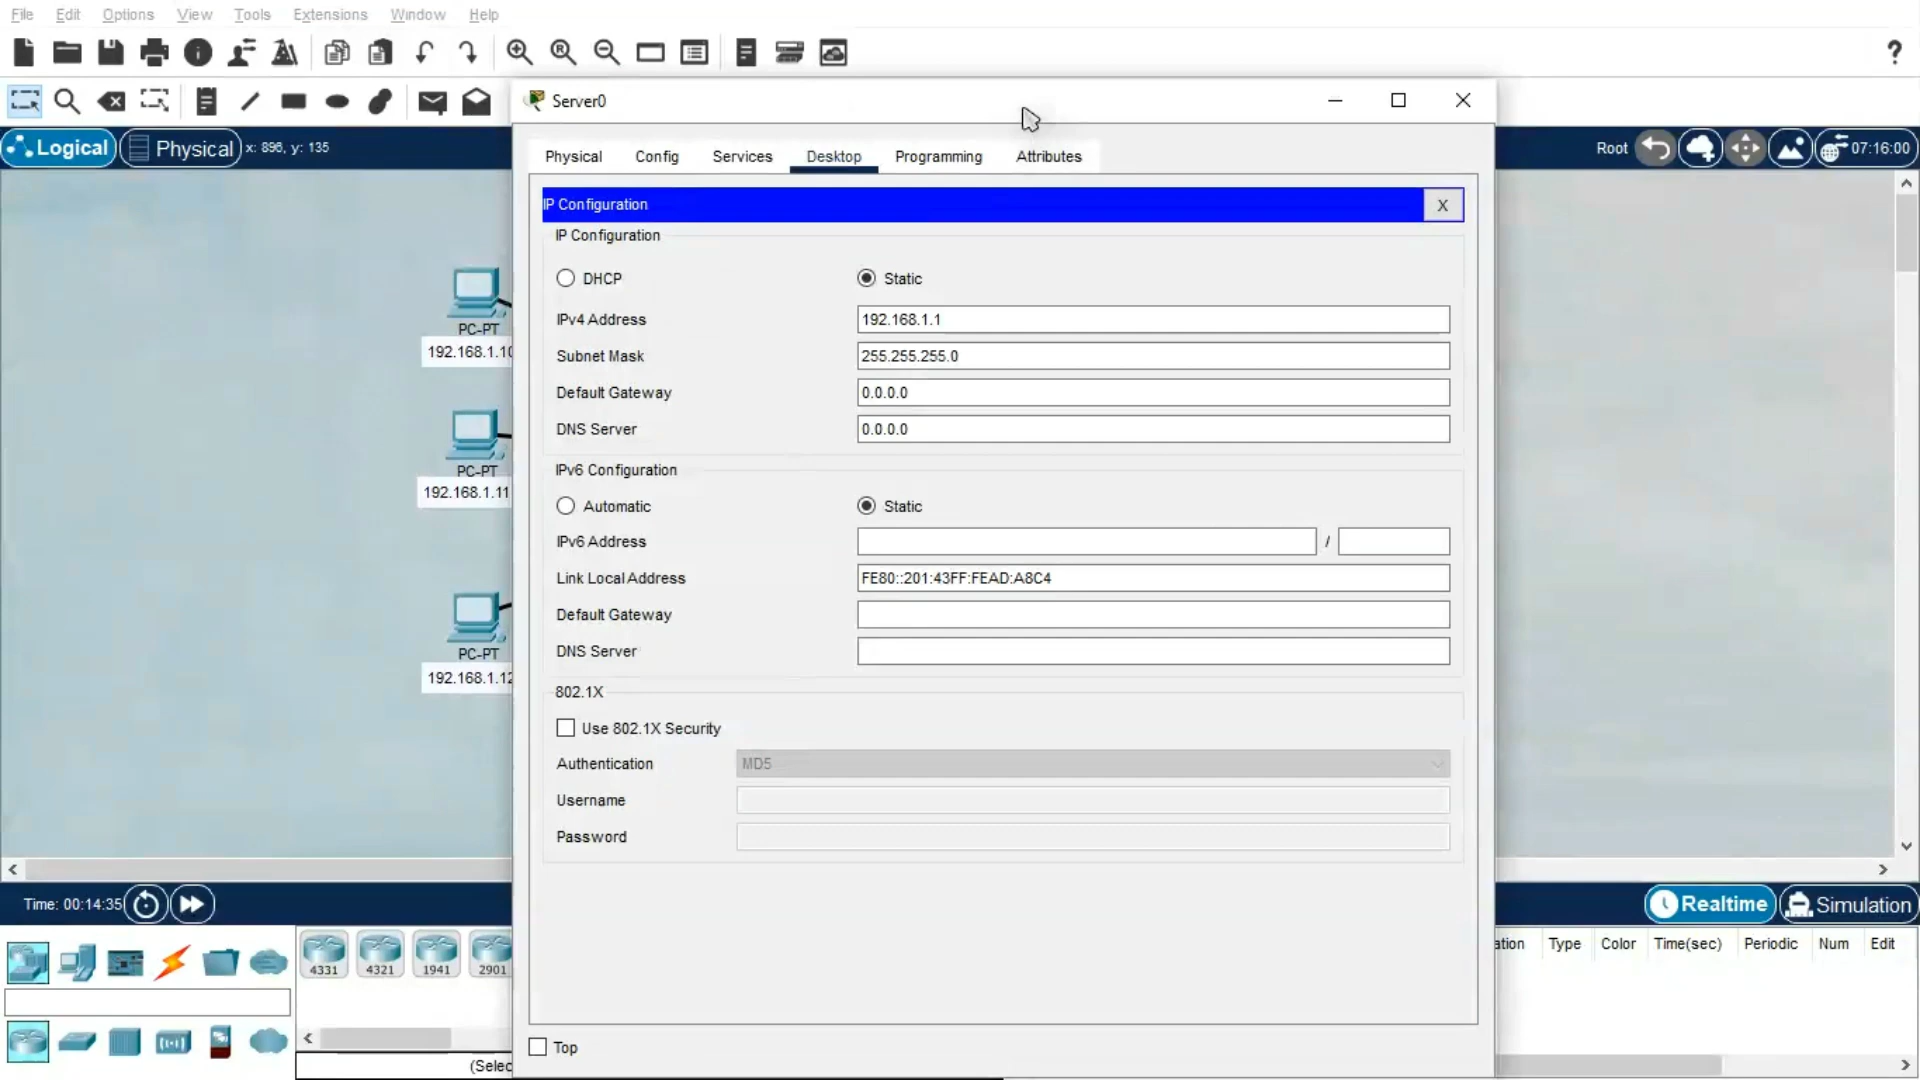 File Edit Options View Tools Extensions Window Help
Server0
Logical Physical x: 896, y: 135
Root 07:16:00
Physical Config Services Desktop Programming Attributes
IP Configuration X
IP Configuration
DHCP Static
IPv4 Address 192.168.1.1
Subnet Mask 255.255.255.0
Default Gateway 0.0.0.0
DNS Server 0.0.0.0
IPv6 Configuration
Automatic Static
IPv6 Address /
Link Local Address FE80::201:43FF:FEAD:A8C4
Default Gateway
DNS Server
802.1X
Use 802.1X Security
Authentication MD5
Username
Password
Top
PC-PT
192.168.1.10
PC-PT
192.168.1.11
PC-PT
192.168.1.12
Time: 00:14:35
Realtime Simulation
4331 4321 1941 2901
ation Type Color Time(sec) Periodic Num Edit
(Selec